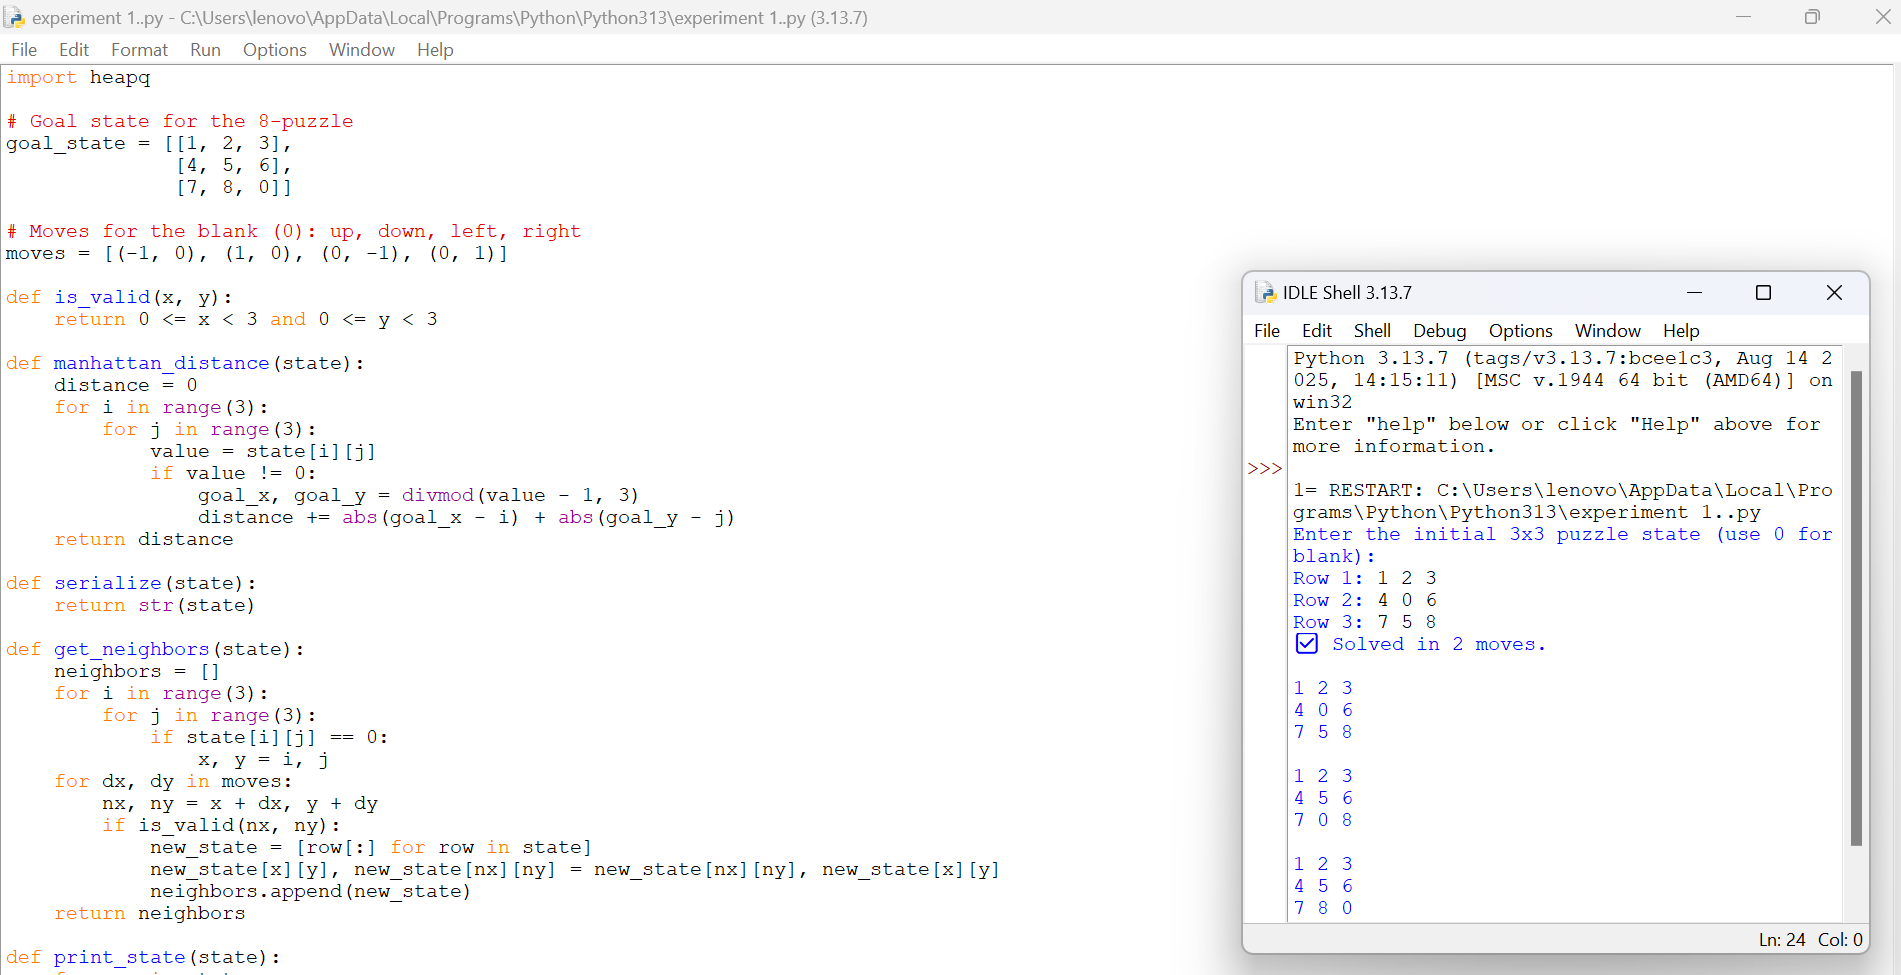 experiment 1..py - C:\Users\lenovo\AppData\Local\Programs\Python\Python313\experiment 1..py (3.13.7)
File Edit Format Run Options Window Help
import heapq
# Goal state for the 8-puzzle
goal_state = [[1, 2, 3],
[4, 5, 6],
[7, 8, 0]]
# Moves for the blank (0): up, down, left, right
moves = [(-1, 0), (1, 0), (0, -1), (0, 1)]
def is_valid(x, y):
return 0 <= x < 3 and 0 <= y < 3
def manhattan_distance(state):
distance = 0
for i in range(3):
for j in range(3):
value = state[i][j]
if value != 0:
goal_x, goal_y = divmod(value - 1, 3)
distance += abs(goal_x - i) + abs(goal_y - j)
return distance
def serialize(state):
return str(state)
def get_neighbors(state):
neighbors = []
for i in range(3):
for j in range(3):
if state[i][j] == 0:
x, y = i, j
for dx, dy in moves:
nx, ny = x + dx, y + dy
if is_valid(nx, ny):
new_state = [row[:] for row in state]
new_state[x][y], new_state[nx][ny] = new_state[nx][ny], new_state[x][y]
neighbors.append(new_state)
return neighbors
def print_state(state):
IDLE Shell 3.13.7
File Edit Shell Debug Options Window Help
Python 3.13.7 (tags/v3.13.7:bcee1c3, Aug 14 2
025, 14:15:11) [MSC v.1944 64 bit (AMD64)] on
win32
Enter "help" below or click "Help" above for
more information.
>>>
1= RESTART: C:\Users\lenovo\AppData\Local\Pro
grams\Python\Python313\experiment 1..py
Enter the initial 3x3 puzzle state (use 0 for
blank):
Row 1: 1 2 3
Row 2: 4 0 6
Row 3: 7 5 8
☑ Solved in 2 moves.
1 2 3
4 0 6
7 5 8
1 2 3
4 5 6
7 0 8
1 2 3
4 5 6
7 8 0
Ln: 24 Col: 0